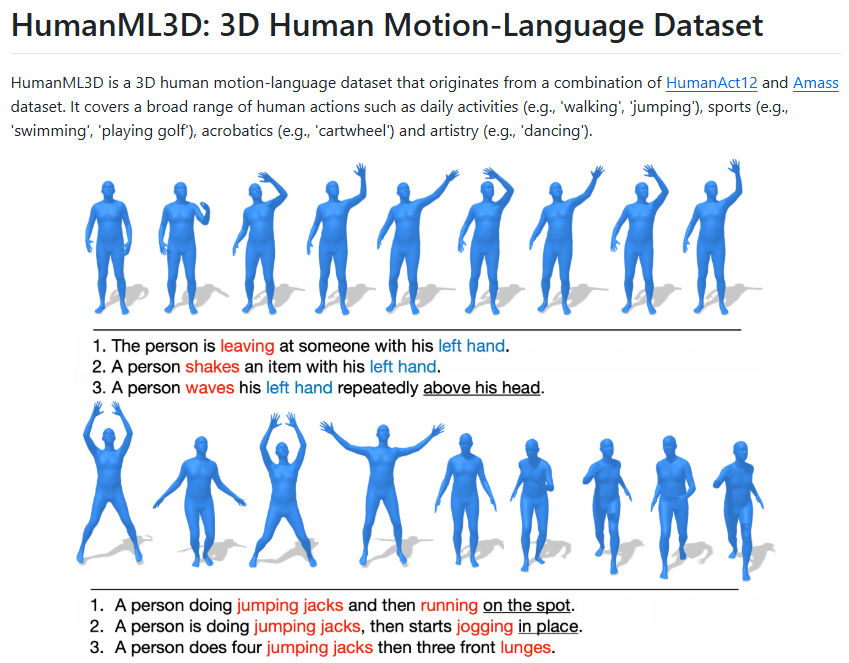 HumanML3D: 3D Human Motion-Language Dataset
HumanML3D is a 3D human motion-language dataset that originates from a combination of HumanAct12 and Amass
dataset. It covers a broad range of human actions such as daily activities (e.g., 'walking', 'jumping'), sports (e.g.,
'swimming', 'playing golf'), acrobatics (e.g., 'cartwheel') and artistry (e.g., 'dancing').
1. The person is leaving at someone with his left hand.
2. A person shakes an item with his left hand.
3. A person waves his left hand repeatedly above his head.
1. A person doing jumping jacks and then running on the spot.
2. A person is doing jumping jacks, then starts jogging in place.
3. A person does four jumping jacks then three front lunges.